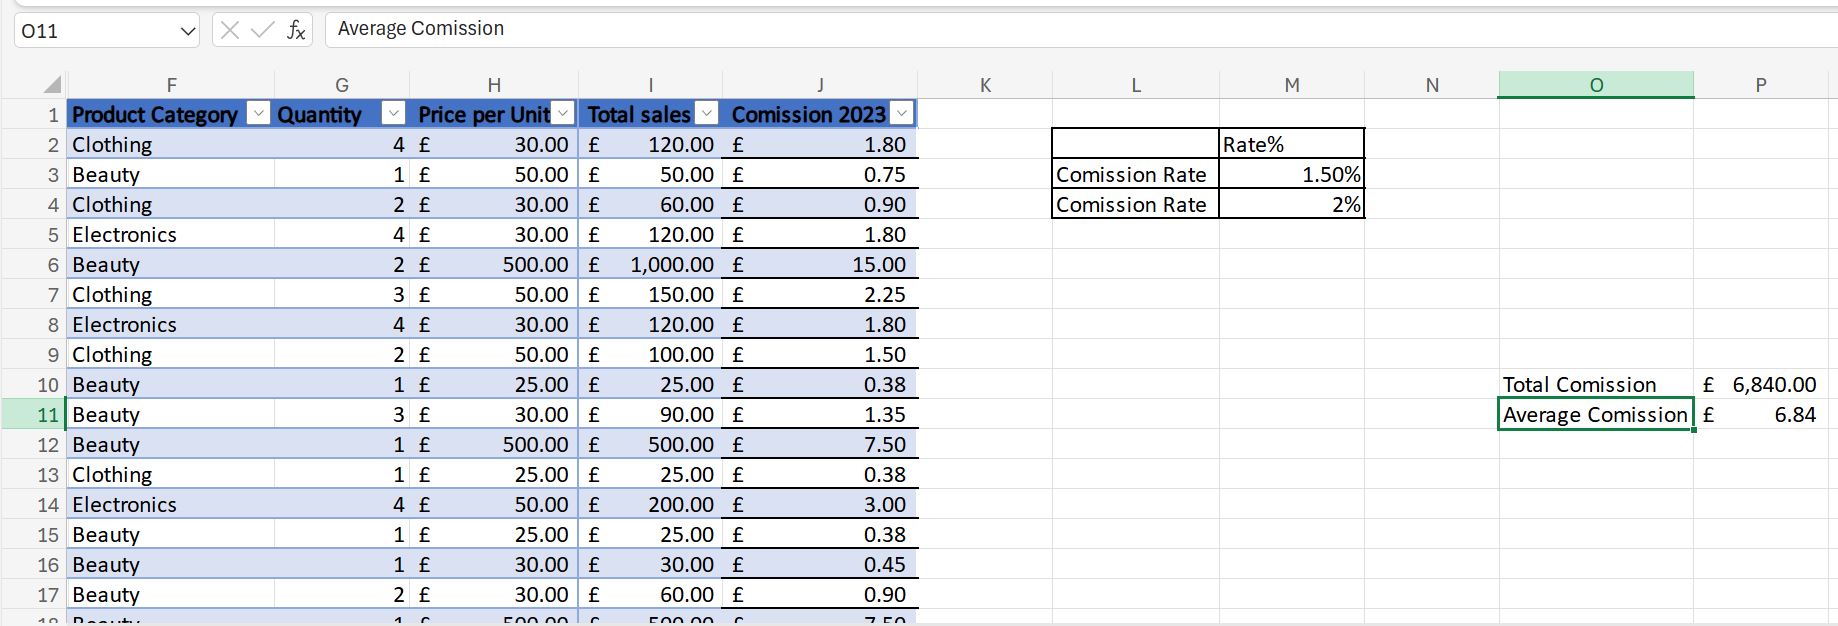 O11 fx Average Comission
F G H I J K L M N O P
1 Product Category Quantity Price per Unit Total sales Comission 2023
2 Clothing 4 £ 30.00 £ 120.00 £ 1.80 Rate%
3 Beauty 1 £ 50.00 £ 50.00 £ 0.75 Comission Rate 1.50%
4 Clothing 2 £ 30.00 £ 60.00 £ 0.90 Comission Rate 2%
5 Electronics 4 £ 30.00 £ 120.00 £ 1.80
6 Beauty 2 £ 500.00 £ 1,000.00 £ 15.00
7 Clothing 3 £ 50.00 £ 150.00 £ 2.25
8 Electronics 4 £ 30.00 £ 120.00 £ 1.80
9 Clothing 2 £ 50.00 £ 100.00 £ 1.50
10 Beauty 1 £ 25.00 £ 25.00 £ 0.38 Total Comission £ 6,840.00
11 Beauty 3 £ 30.00 £ 90.00 £ 1.35 Average Comission £ 6.84
12 Beauty 1 £ 500.00 £ 500.00 £ 7.50
13 Clothing 1 £ 25.00 £ 25.00 £ 0.38
14 Electronics 4 £ 50.00 £ 200.00 £ 3.00
15 Beauty 1 £ 25.00 £ 25.00 £ 0.38
16 Beauty 1 £ 30.00 £ 30.00 £ 0.45
17 Beauty 2 £ 30.00 £ 60.00 £ 0.90